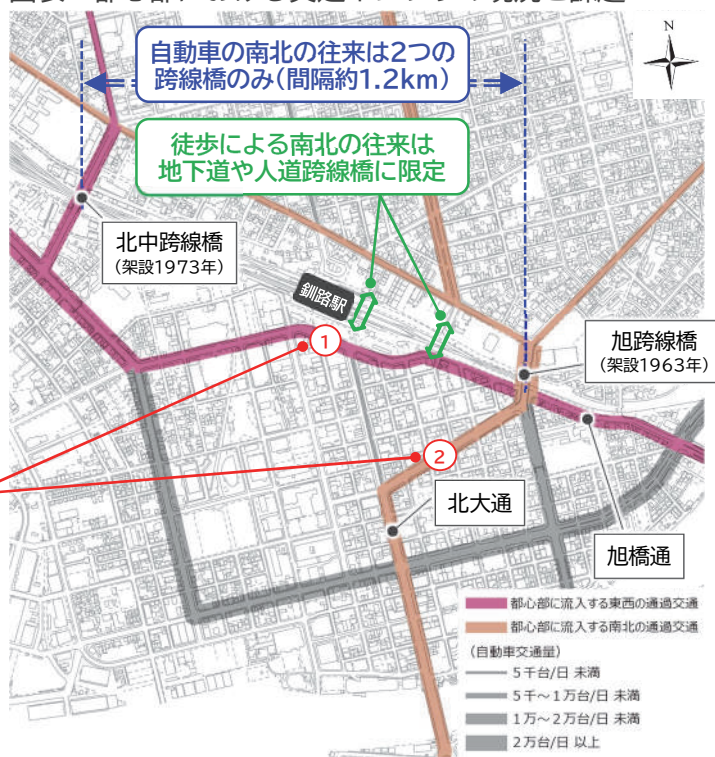 N
自動車の南北の往来は2つの
跨線橋のみ(間隔約1.2km)
徒歩による南北の往来は
地下道や人道跨線橋に限定
北中跨線橋
(架設1973年)
釧路駅
①
旭跨線橋
(架設1963年)
②
北大通
旭橋通
都心部に流入する東西の通過交通
都心部に流入する南北の通過交通
(自動車交通量)
5千台/日 未満
5千～1万台/日 未満
1万～2万台/日 未満
2万台/日 以上